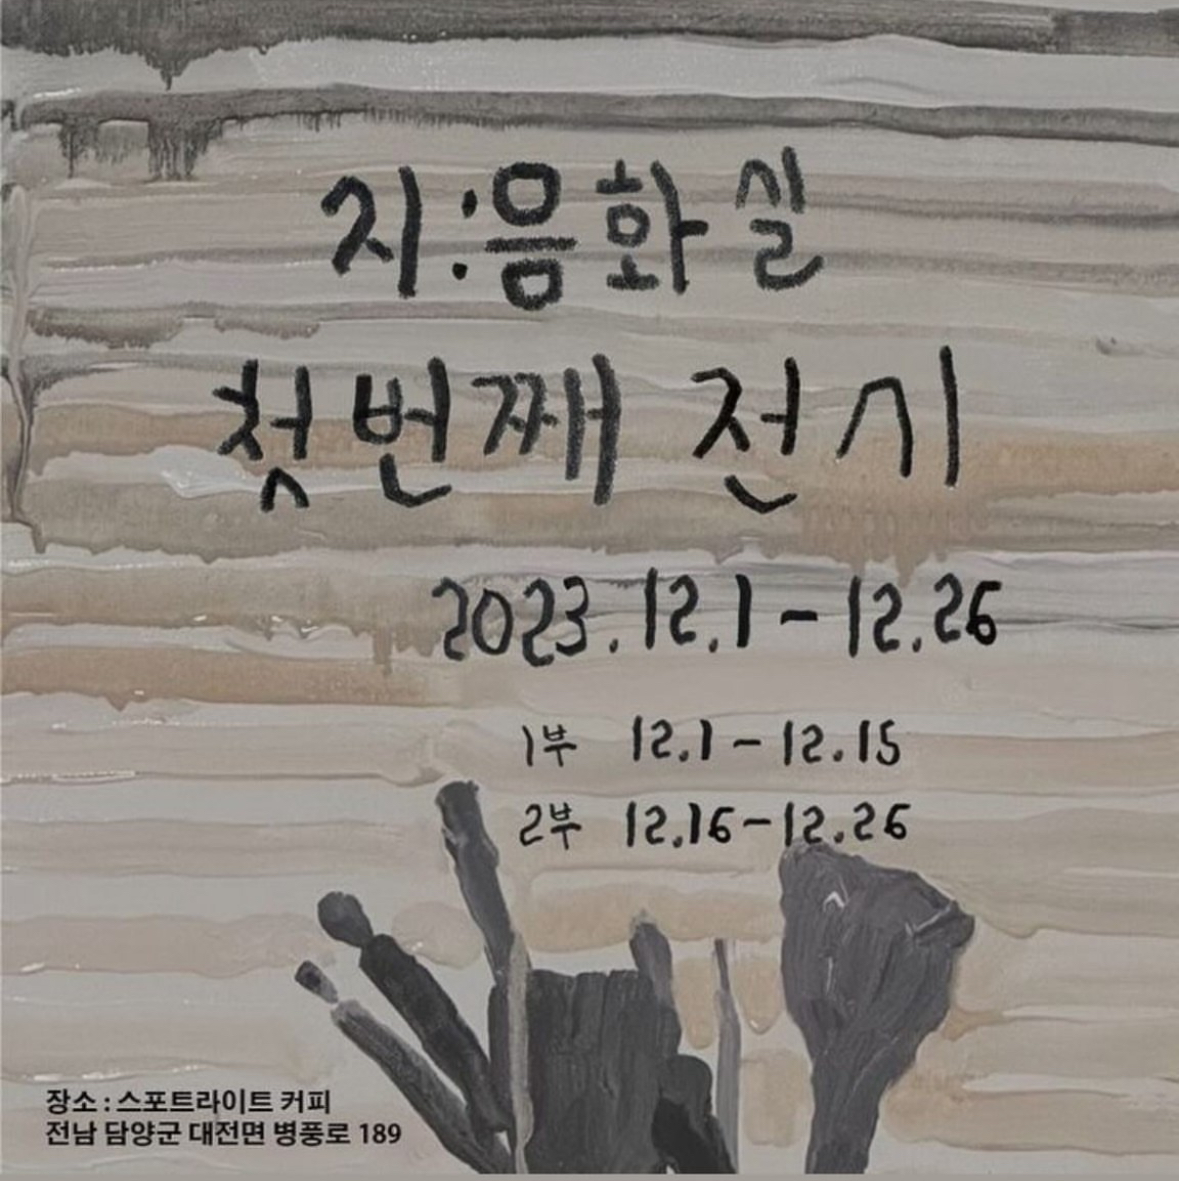 지:음화실
첫번째 전시
2023.12.1-12.26
1부 12.1-12.15
2부 12.16-12.26
장소 : 스포트라이트 커피
전남 담양군 대전면 병풍로 189